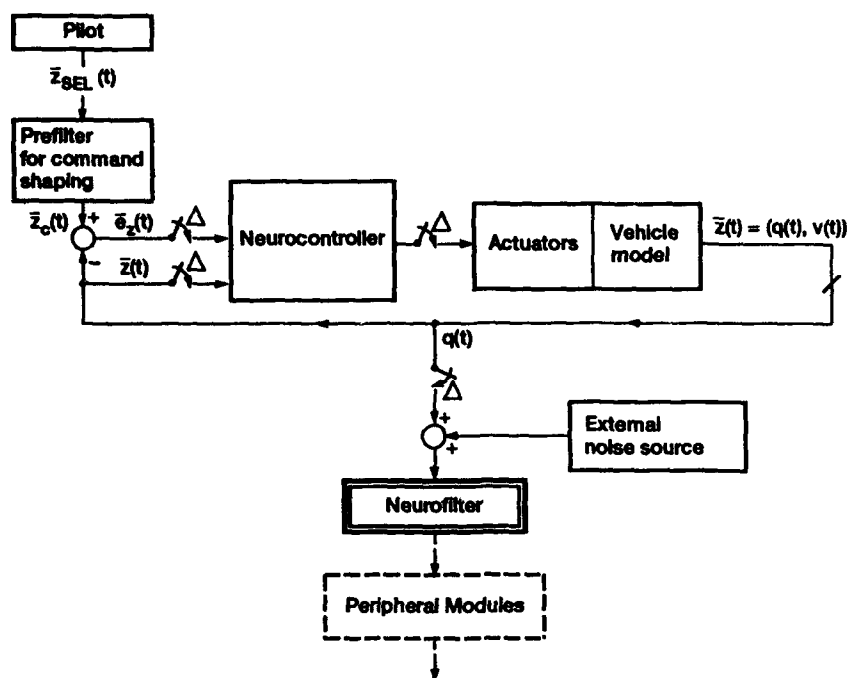 Pilot
z̄SEL (t)
Prefilter
for command
shaping
z̄c(t)
+
ēz(t)
Δ
−
z̄(t)
Δ
Neurocontroller
Δ
Actuators
Vehicle
model
z̄(t) = (q(t), v(t))
q(t)
Δ
+
+
External
noise source
Neurofilter
Peripheral Modules